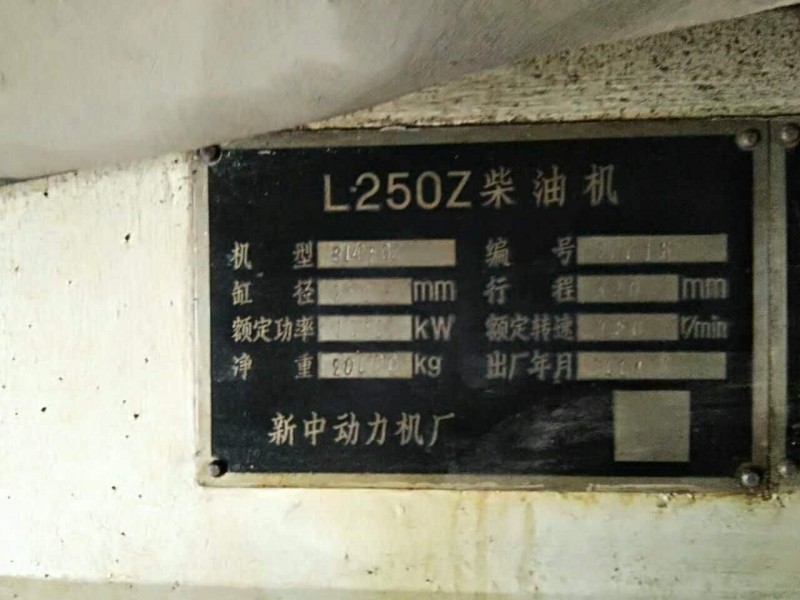 L·250Z柴油机
机 型 编 号
缸 径 mm 行 程 mm
额定功率 kW 额定转速 r/min
净 重 kg 出厂年月
新中动力机厂